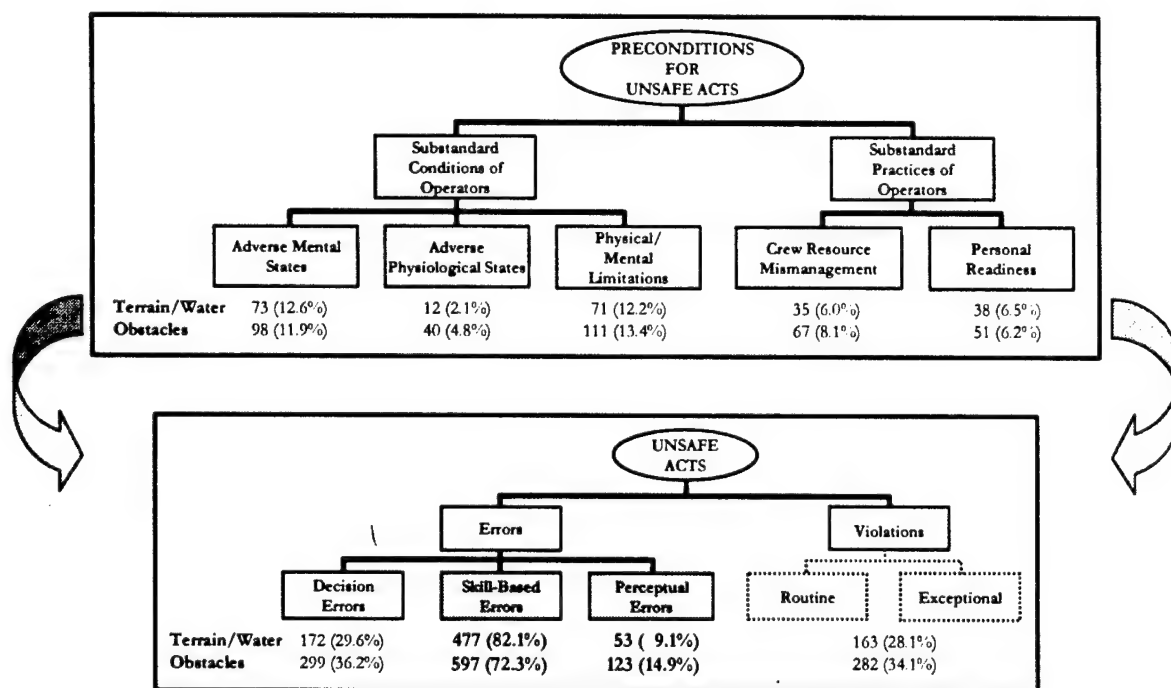 PRECONDITIONS
FOR
UNSAFE ACTS
Substandard
Conditions of
Operators
Substandard
Practices of
Operators
Adverse Mental
States
Adverse
Physiological States
Physical/
Mental
Limitations
Crew Resource
Mismanagement
Personal
Readiness
Terrain/Water 73 (12.6%) 12 (2.1%) 71 (12.2%) 35 (6.0%) 38 (6.5%)
Obstacles 98 (11.9%) 40 (4.8%) 111 (13.4%) 67 (8.1%) 51 (6.2%)
UNSAFE
ACTS
Errors
Violations
Decision
Errors
Skill-Based
Errors
Perceptual
Errors
Routine
Exceptional
Terrain/Water 172 (29.6%) 477 (82.1%) 53 ( 9.1%) 163 (28.1%)
Obstacles 299 (36.2%) 597 (72.3%) 123 (14.9%) 282 (34.1%)